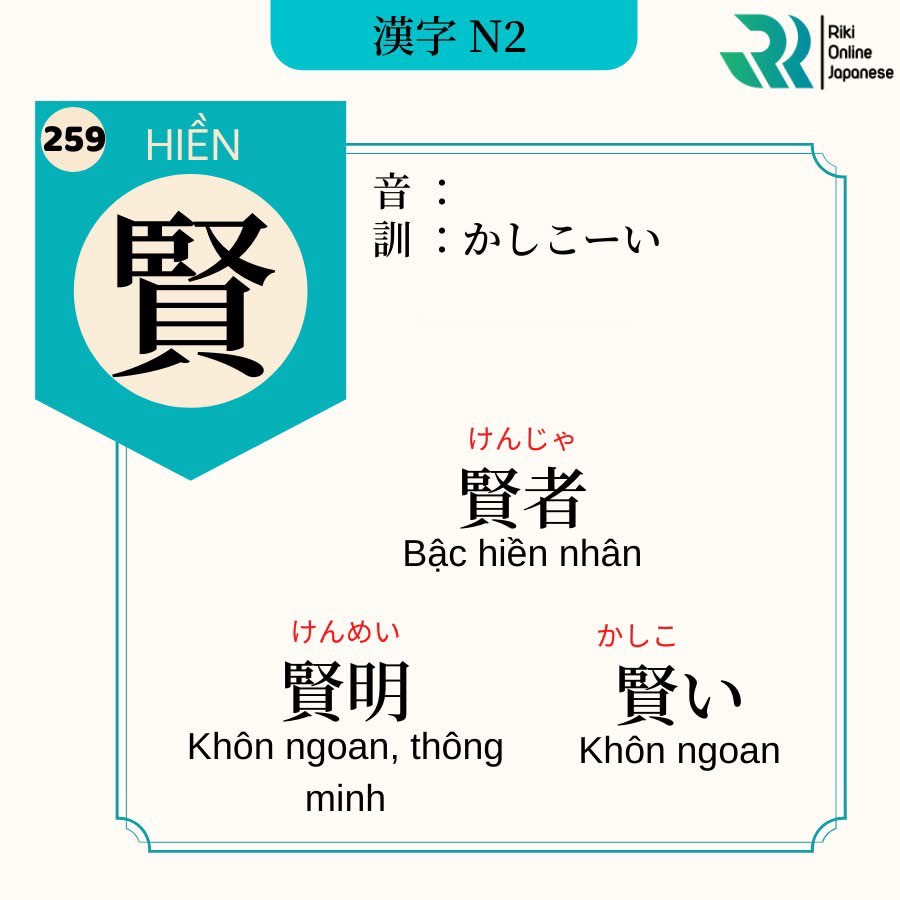 漢字 N2
Riki
Online
Japanese
259
HIỀN
賢
音 ：
訓 ：かしこーい
けんじゃ
賢者
Bậc hiền nhân
けんめい
賢明
Khôn ngoan, thông
minh
かしこ
賢い
Khôn ngoan